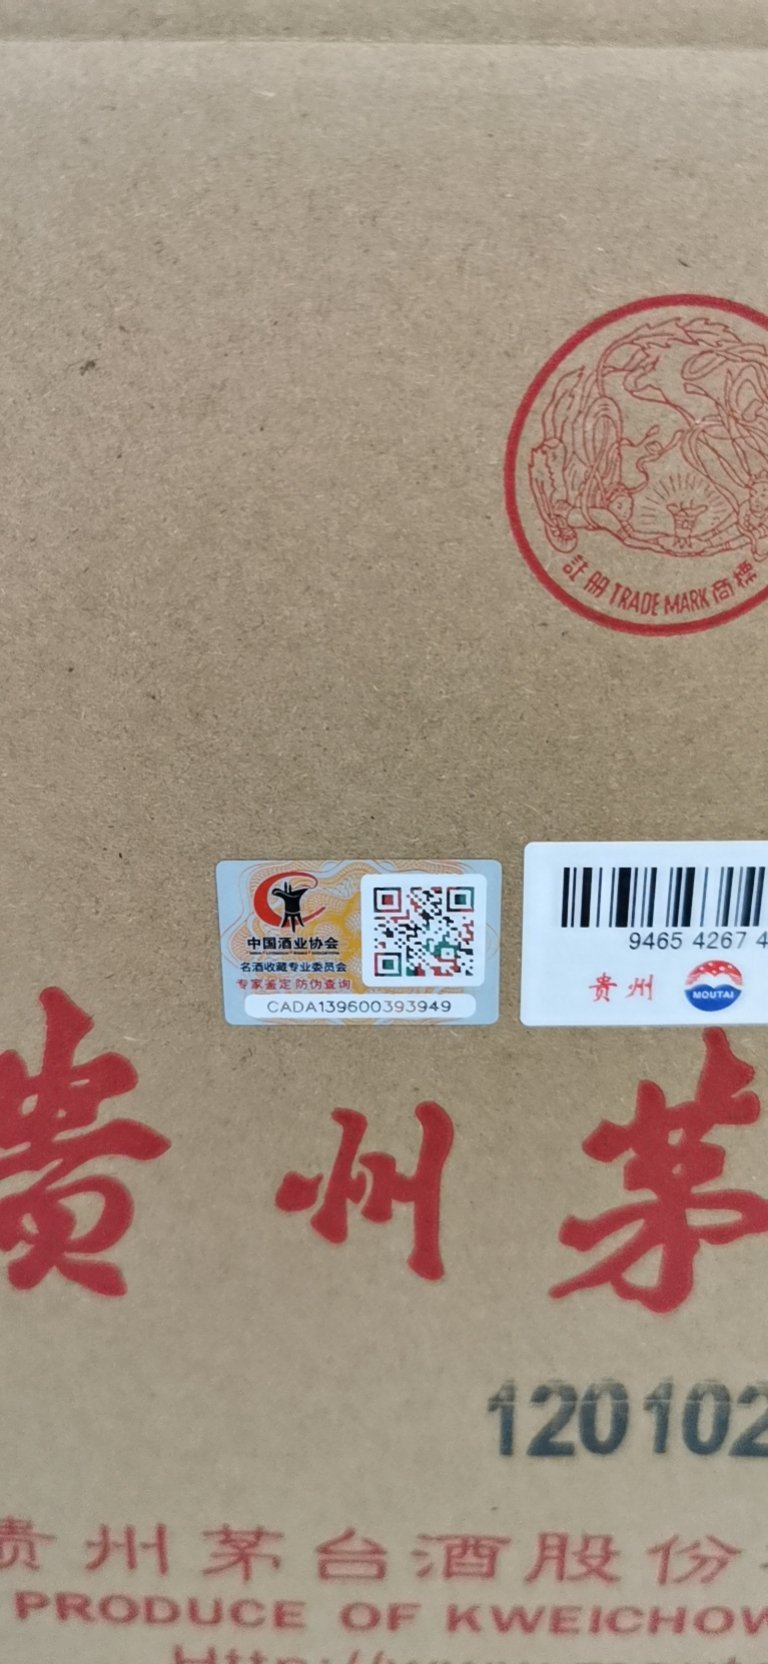 註冊 TRADE MARK 商標
中国酒业协会
名酒收藏专业委员会
专家鉴定 防伪查询
CADA139600393949
9465 4267 4
贵州
MOUTAI
贵州茅
120102
贵州茅台酒股份
PRODUCE OF KWEICHOW